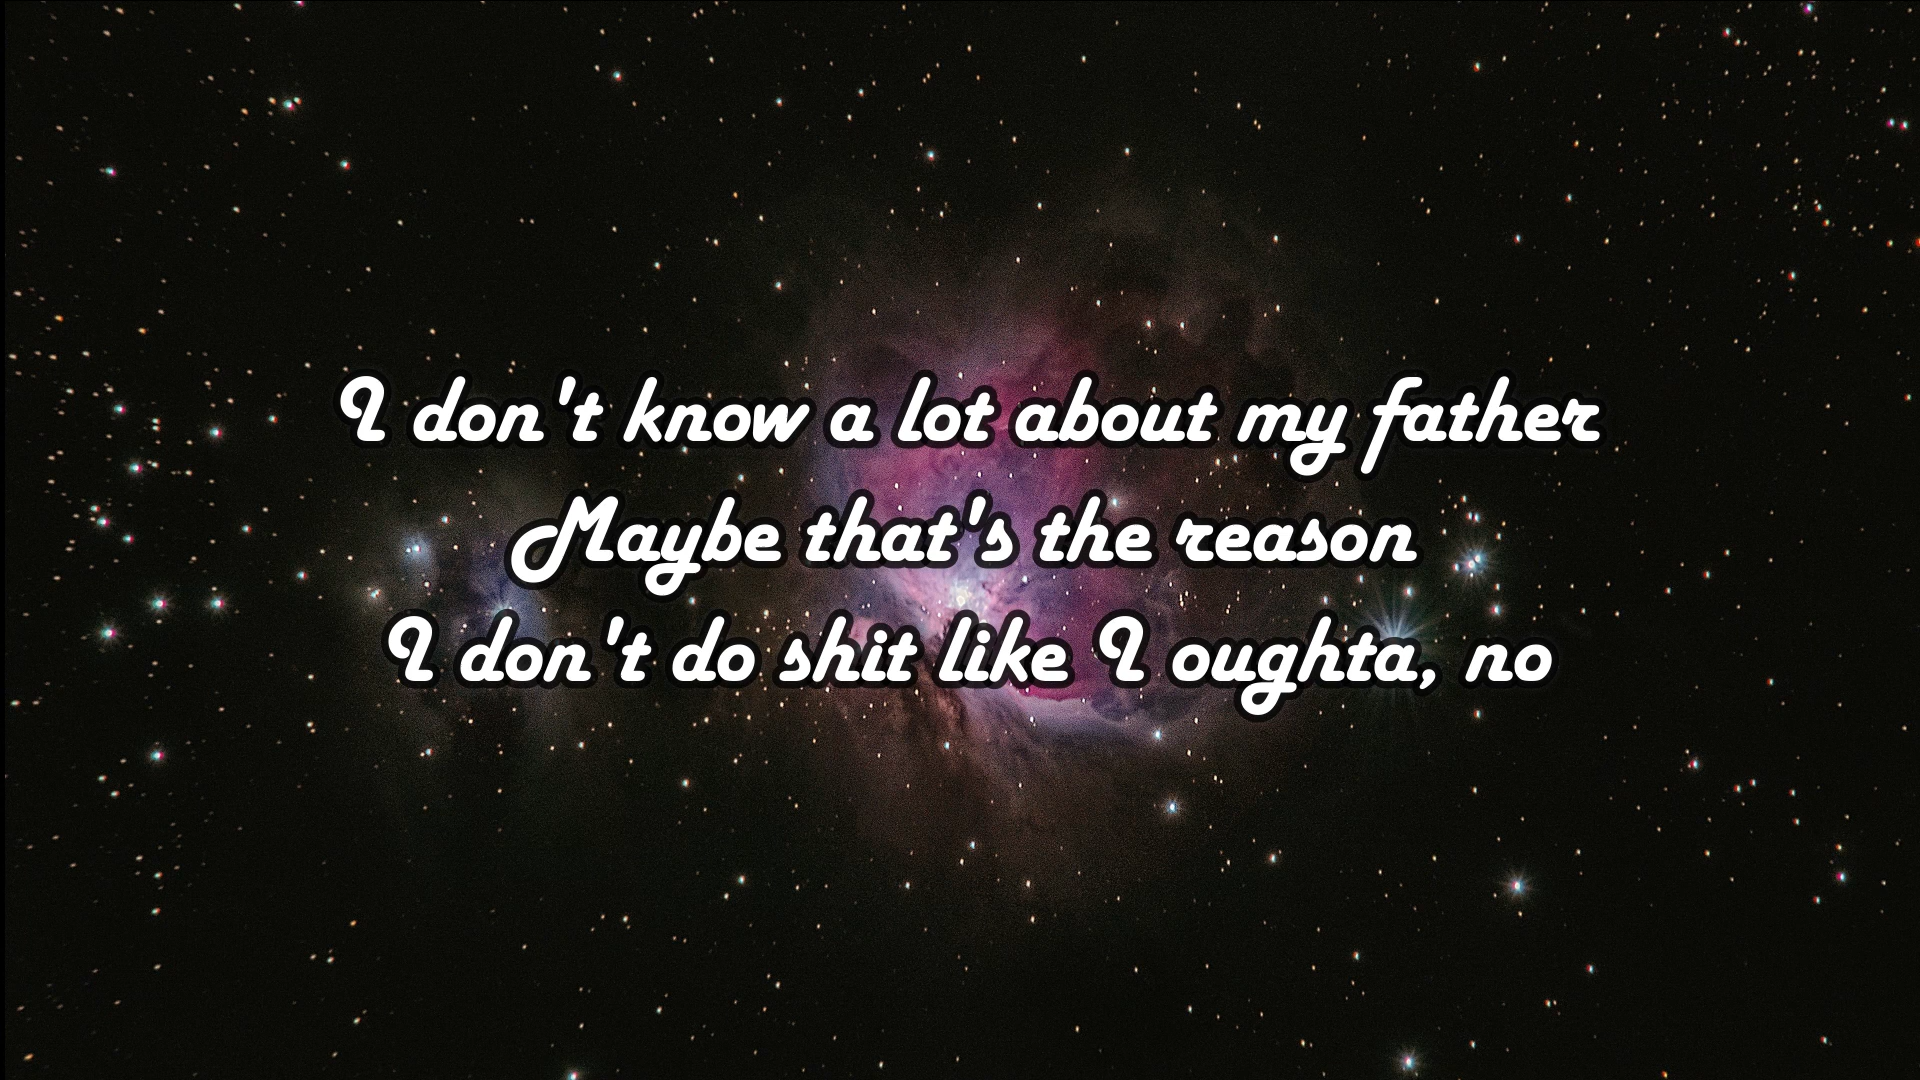 I don't know a lot about my father
Maybe that's the reason
I don't do shit like I oughta, no